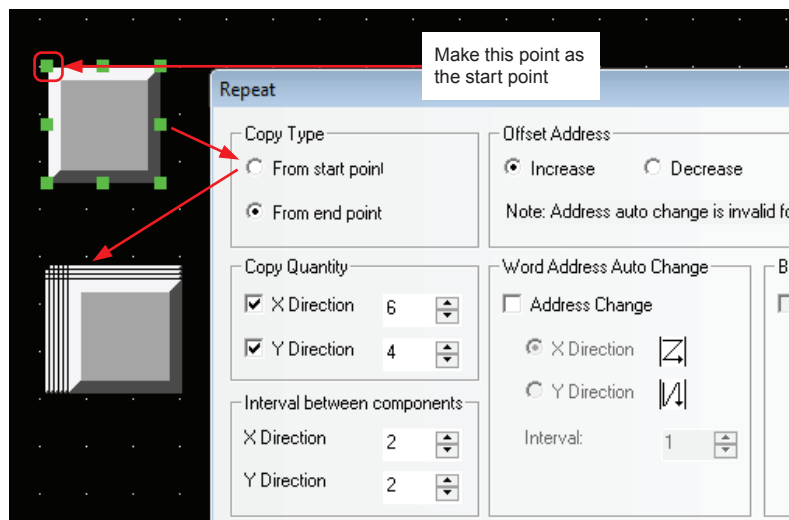 Make this point as
the start point
Repeat
Copy Type
From start point
From end point
Offset Address
Increase
Decrease
Note: Address auto change is invalid fo
Copy Quantity
X Direction 6
Y Direction 4
Word Address Auto Change
Address Change
X Direction
Y Direction
Interval: 1
B
Interval between components
X Direction 2
Y Direction 2